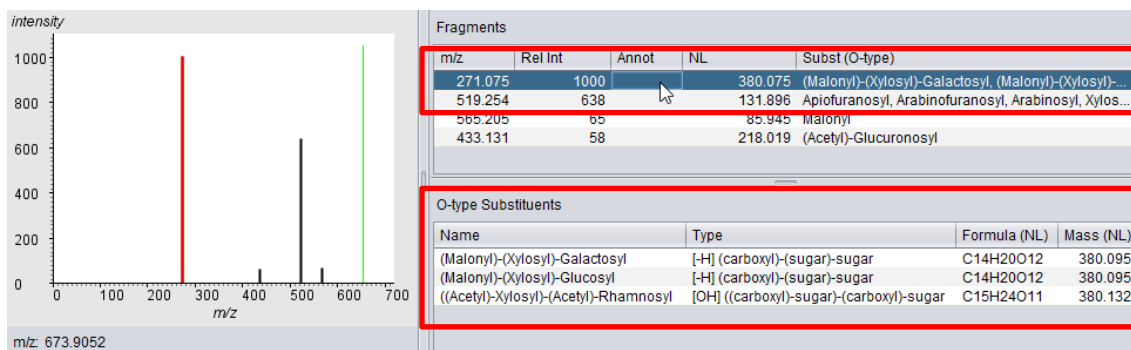 intensity
1000
800
600
400
200
0
0 100 200 300 400 500 600 700
m/z
m/z: 673.9052
Fragments
m/z Rel Int Annot NL Subst (O-type)
271.075 1000 380.075 (Malonyl)-(Xylosyl)-Galactosyl, (Malonyl)-(Xylosyl)-...
519.254 638 131.896 Apiofuranosyl, Arabinofuranosyl, Arabinosyl, Xylos...
565.205 65 85.945 Malonyl
433.131 58 218.019 (Acetyl)-Glucuronosyl
O-type Substituents
Name Type Formula (NL) Mass (NL)
(Malonyl)-(Xylosyl)-Galactosyl [-H] (carboxyl)-(sugar)-sugar C14H20O12 380.095
(Malonyl)-(Xylosyl)-Glucosyl [-H] (carboxyl)-(sugar)-sugar C14H20O12 380.095
((Acetyl)-Xylosyl)-(Acetyl)-Rhamnosyl [OH] ((carboxyl)-sugar)-(carboxyl)-sugar C15H24O11 380.132